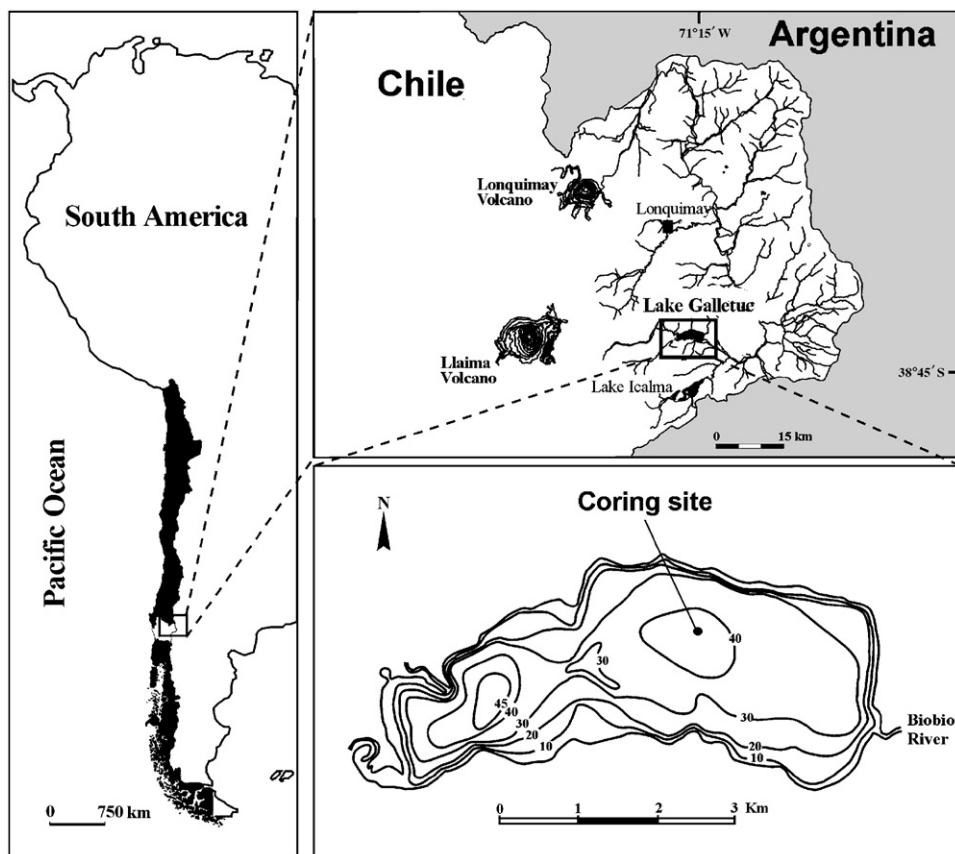 South America
Pacific Ocean
0 750 km
71°15´ W
Argentina
Chile
Lonquimay
Volcano
Lonquimay
Lake Galletue
Llaima
Volcano
Lake Icalma
38°45´ S
0 15 km
Coring site
N
40
30
45
40
30
20
10
30
20
10
Biobio
River
0 1 2 3 Km